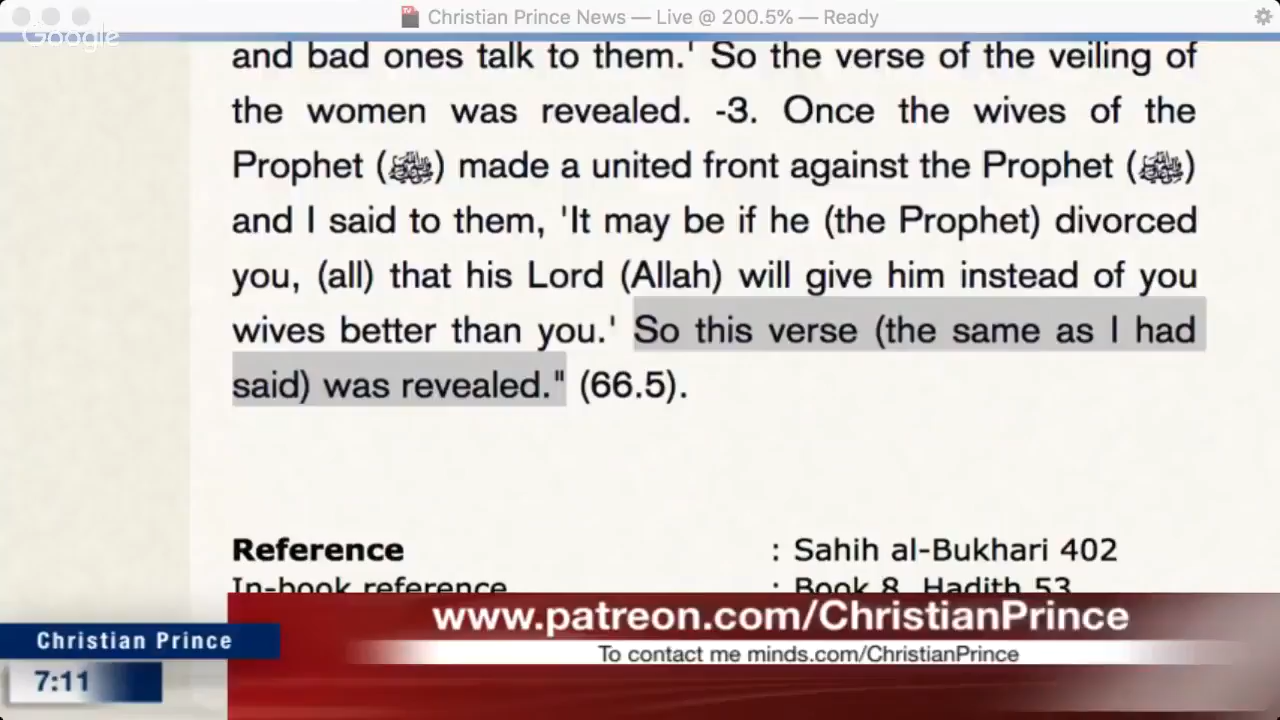 Christian Prince News — Live @ 200.5% — Ready
Google
and bad ones talk to them.' So the verse of the veiling of
the women was revealed. -3. Once the wives of the
Prophet (ﷺ) made a united front against the Prophet (ﷺ)
and I said to them, 'It may be if he (the Prophet) divorced
you, (all) that his Lord (Allah) will give him instead of you
wives better than you.' So this verse (the same as I had
said) was revealed." (66.5).
Reference : Sahih al-Bukhari 402
In-book reference : Book 8, Hadith 53
www.patreon.com/ChristianPrince
Christian Prince
To contact me minds.com/ChristianPrince
7:11